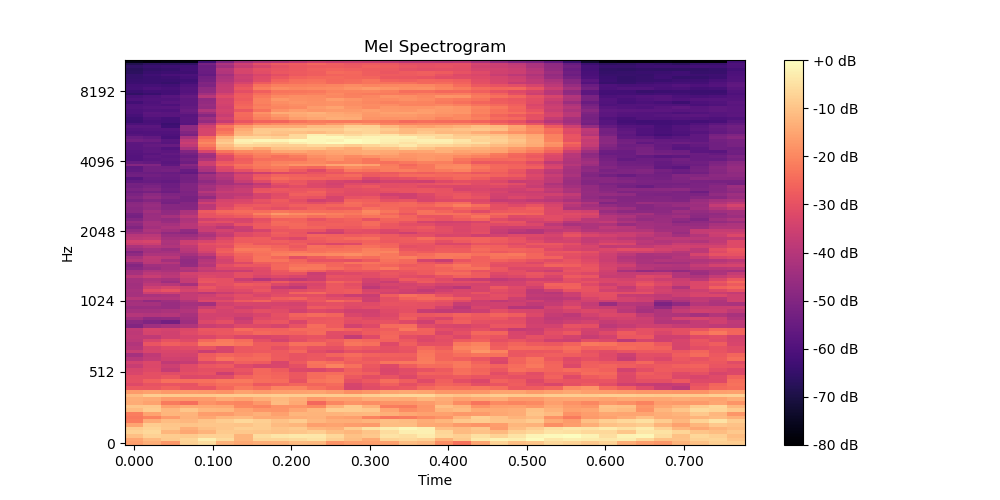 Mel Spectrogram
Hz
8192
4096
2048
1024
512
0
0.000 0.100 0.200 0.300 0.400 0.500 0.600 0.700
Time
+0 dB
-10 dB
-20 dB
-30 dB
-40 dB
-50 dB
-60 dB
-70 dB
-80 dB